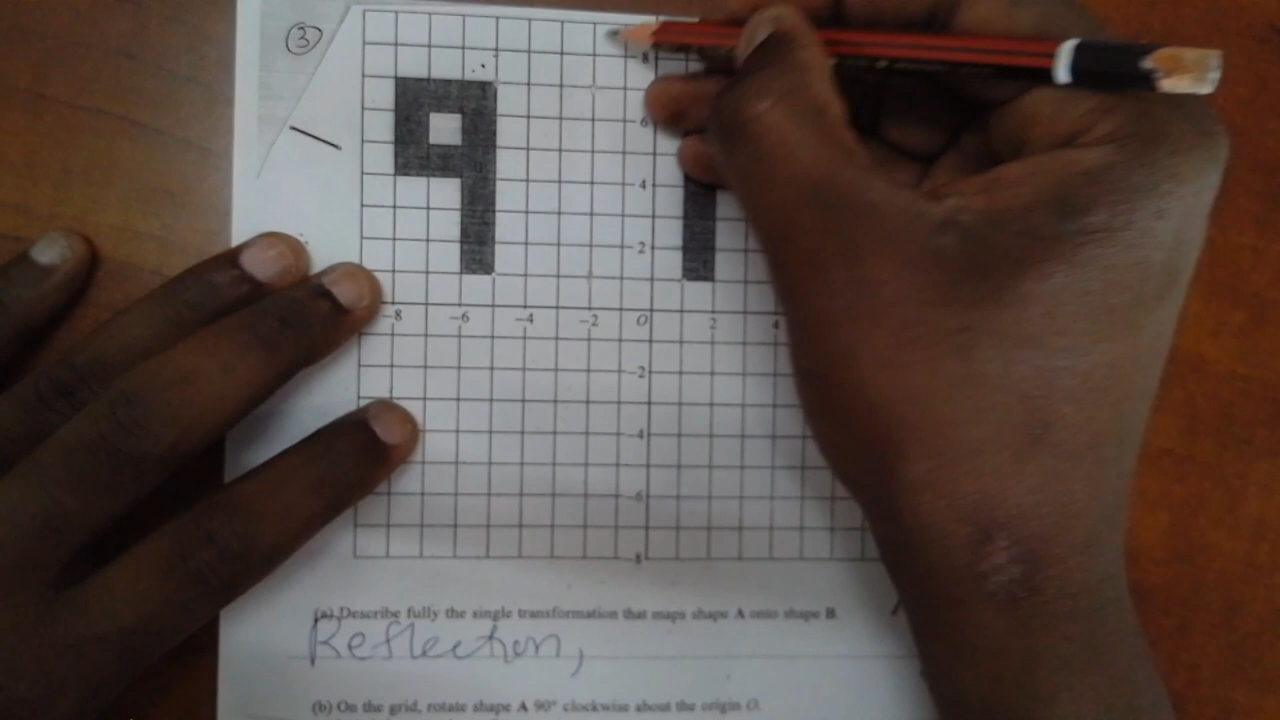 3
8
6
4
2
-8 -6 -4 -2 O 2 4
-2
-4
-6
8
(a) Describe fully the single transformation that maps shape A onto shape B.
Reflection,
(b) On the grid, rotate shape A 90° clockwise about the origin O.